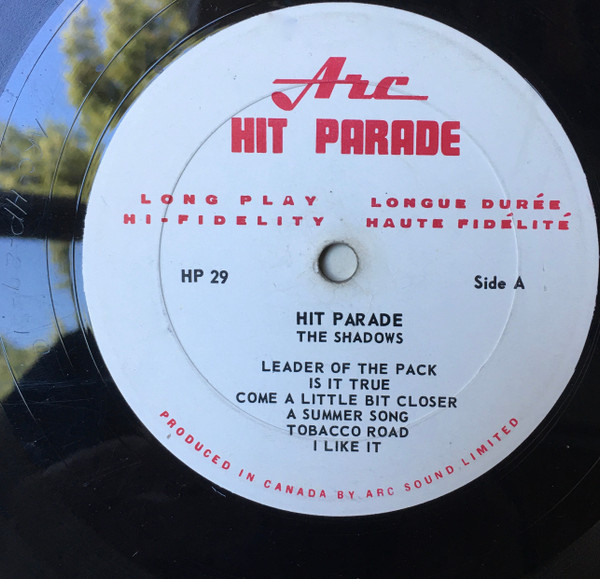 Arc
HIT PARADE
LONG PLAY LONGUE DURÉE
HI-FIDELITY HAUTE FIDÉLITÉ
HP 29 Side A
HIT PARADE
THE SHADOWS
LEADER OF THE PACK
IS IT TRUE
COME A LITTLE BIT CLOSER
A SUMMER SONG
TOBACCO ROAD
I LIKE IT
PRODUCED IN CANADA BY ARC SOUND LIMITED